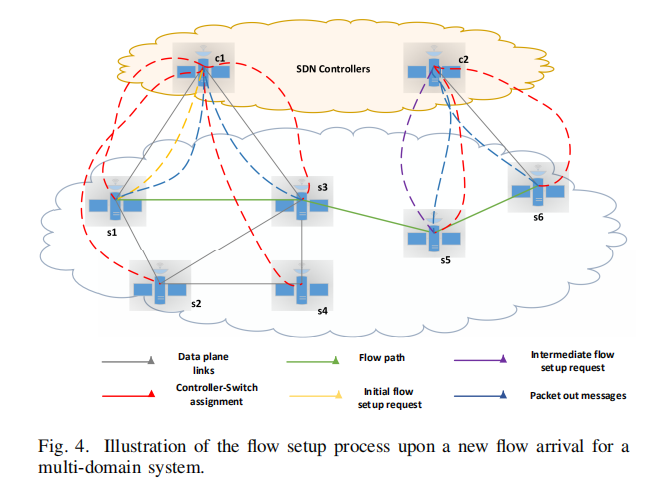 c1
SDN Controllers
c2
s3
s1
s6
s5
s2
s4
Data plane
links
Flow path
Intermediate flow
setup request
Controller-Switch
assignment
Initial flow
setup request
Packet out messages
Fig. 4. Illustration of the flow setup process upon a new flow arrival for a
multi-domain system.